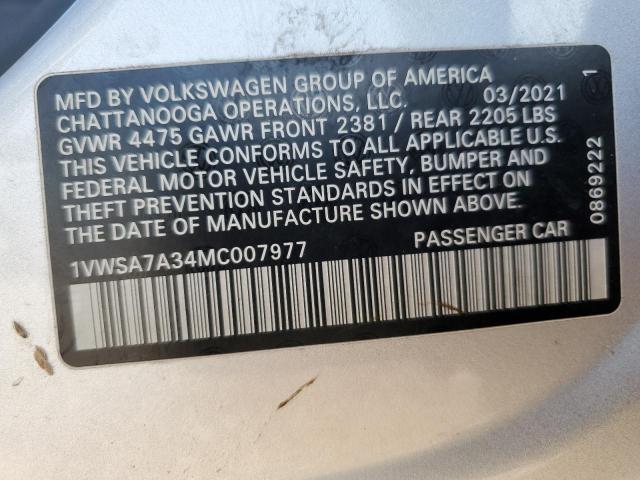 MFD BY VOLKSWAGEN GROUP OF AMERICA
CHATTANOOGA OPERATIONS, LLC. 03/2021
GVWR 4475 GAWR FRONT 2381 / REAR 2205 LBS
THIS VEHICLE CONFORMS TO ALL APPLICABLE U.S.
FEDERAL MOTOR VEHICLE SAFETY, BUMPER AND
THEFT PREVENTION STANDARDS IN EFFECT ON
THE DATE OF MANUFACTURE SHOWN ABOVE.
1VWSA7A34MC007977 PASSENGER CAR
0869222 1